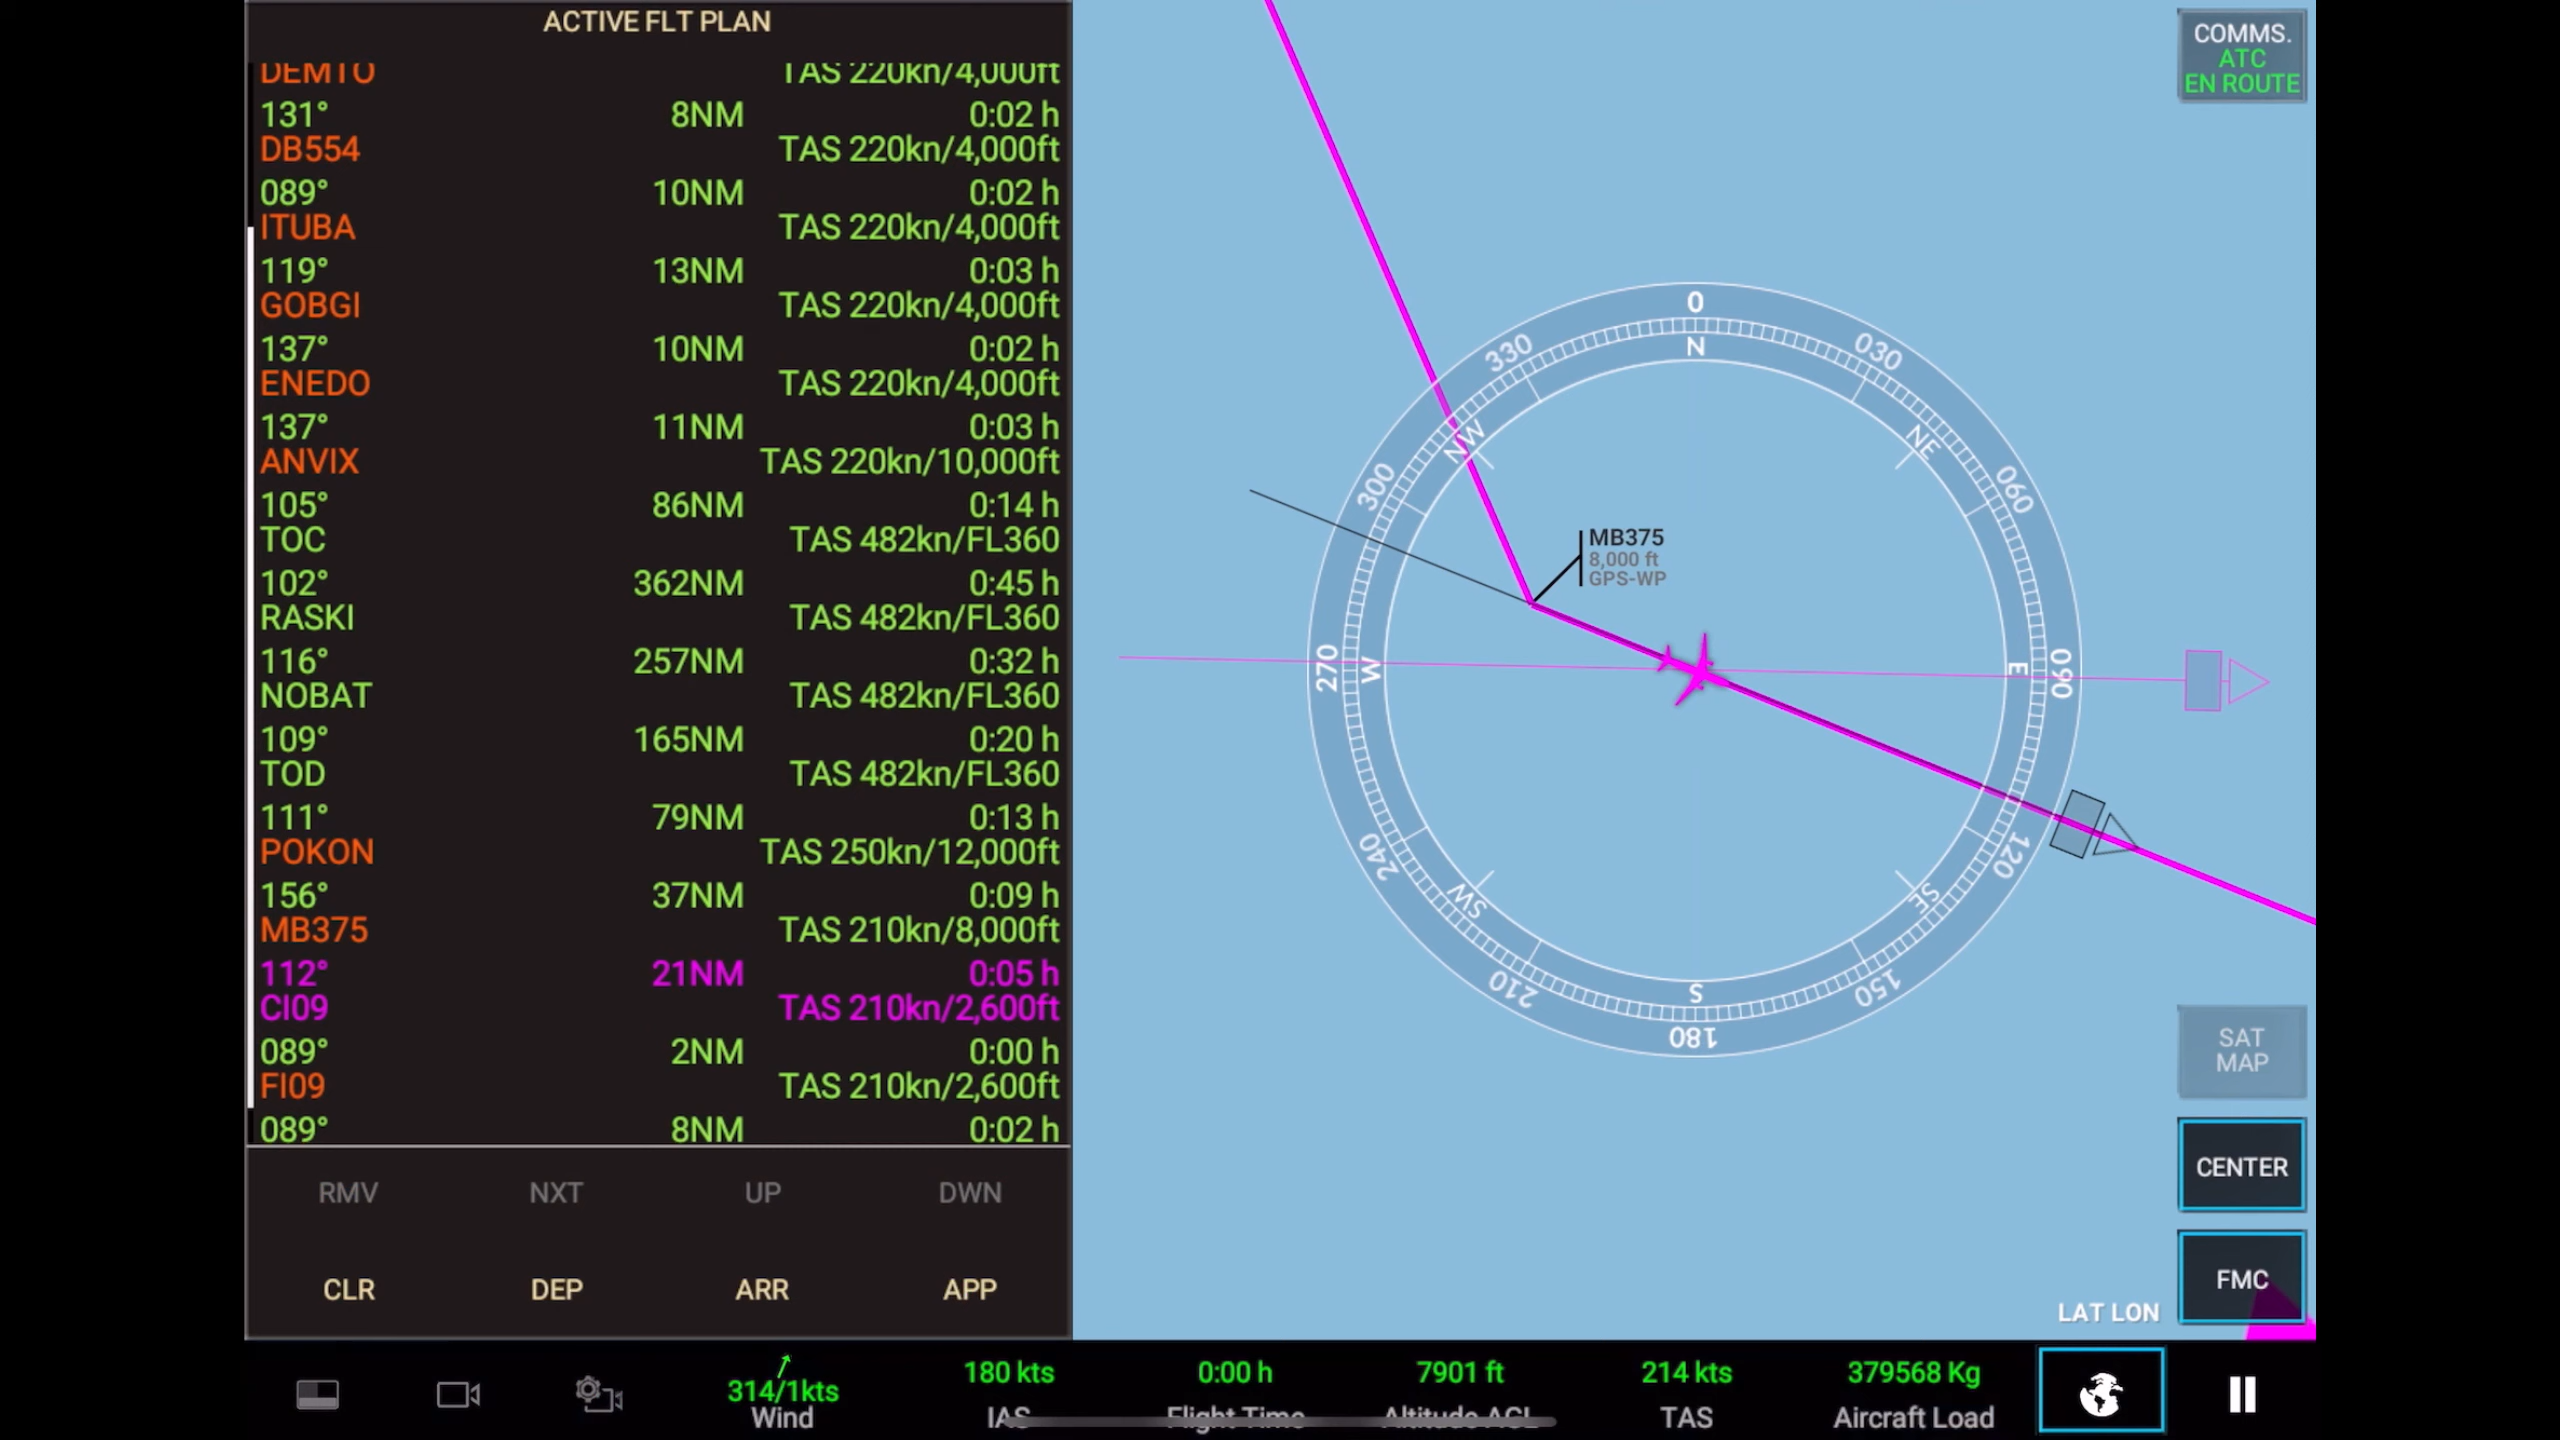 ACTIVE FLT PLAN
DEMTO TAS 220kn/4,000ft
131° 8NM 0:02 h
DB554 TAS 220kn/4,000ft
089° 10NM 0:02 h
ITUBA TAS 220kn/4,000ft
119° 13NM 0:03 h
GOBGI TAS 220kn/4,000ft
137° 10NM 0:02 h
ENEDO TAS 220kn/4,000ft
137° 11NM 0:03 h
ANVIX TAS 220kn/10,000ft
105° 86NM 0:14 h
TOC TAS 482kn/FL360
102° 362NM 0:45 h
RASKI TAS 482kn/FL360
116° 257NM 0:32 h
NOBAT TAS 482kn/FL360
109° 165NM 0:20 h
TOD TAS 482kn/FL360
111° 79NM 0:13 h
POKON TAS 250kn/12,000ft
156° 37NM 0:09 h
MB375 TAS 210kn/8,000ft
112° 21NM 0:05 h
CI09 TAS 210kn/2,600ft
089° 2NM 0:00 h
FI09 TAS 210kn/2,600ft
089° 8NM 0:02 h
RMV NXT UP DWN
CLR DEP ARR APP
COMMS.
ATC
EN ROUTE
0
030
060
090
120
150
180
210
240
270
300
330
N
NE
E
SE
S
SW
W
NW
MB375
8,000 ft
GPS-WP
SAT
MAP
CENTER
FMC
LAT LON
314/1kts
Wind
180 kts
IAS
0:00 h
Flight Time
7901 ft
Altitude AGL
214 kts
TAS
379568 Kg
Aircraft Load